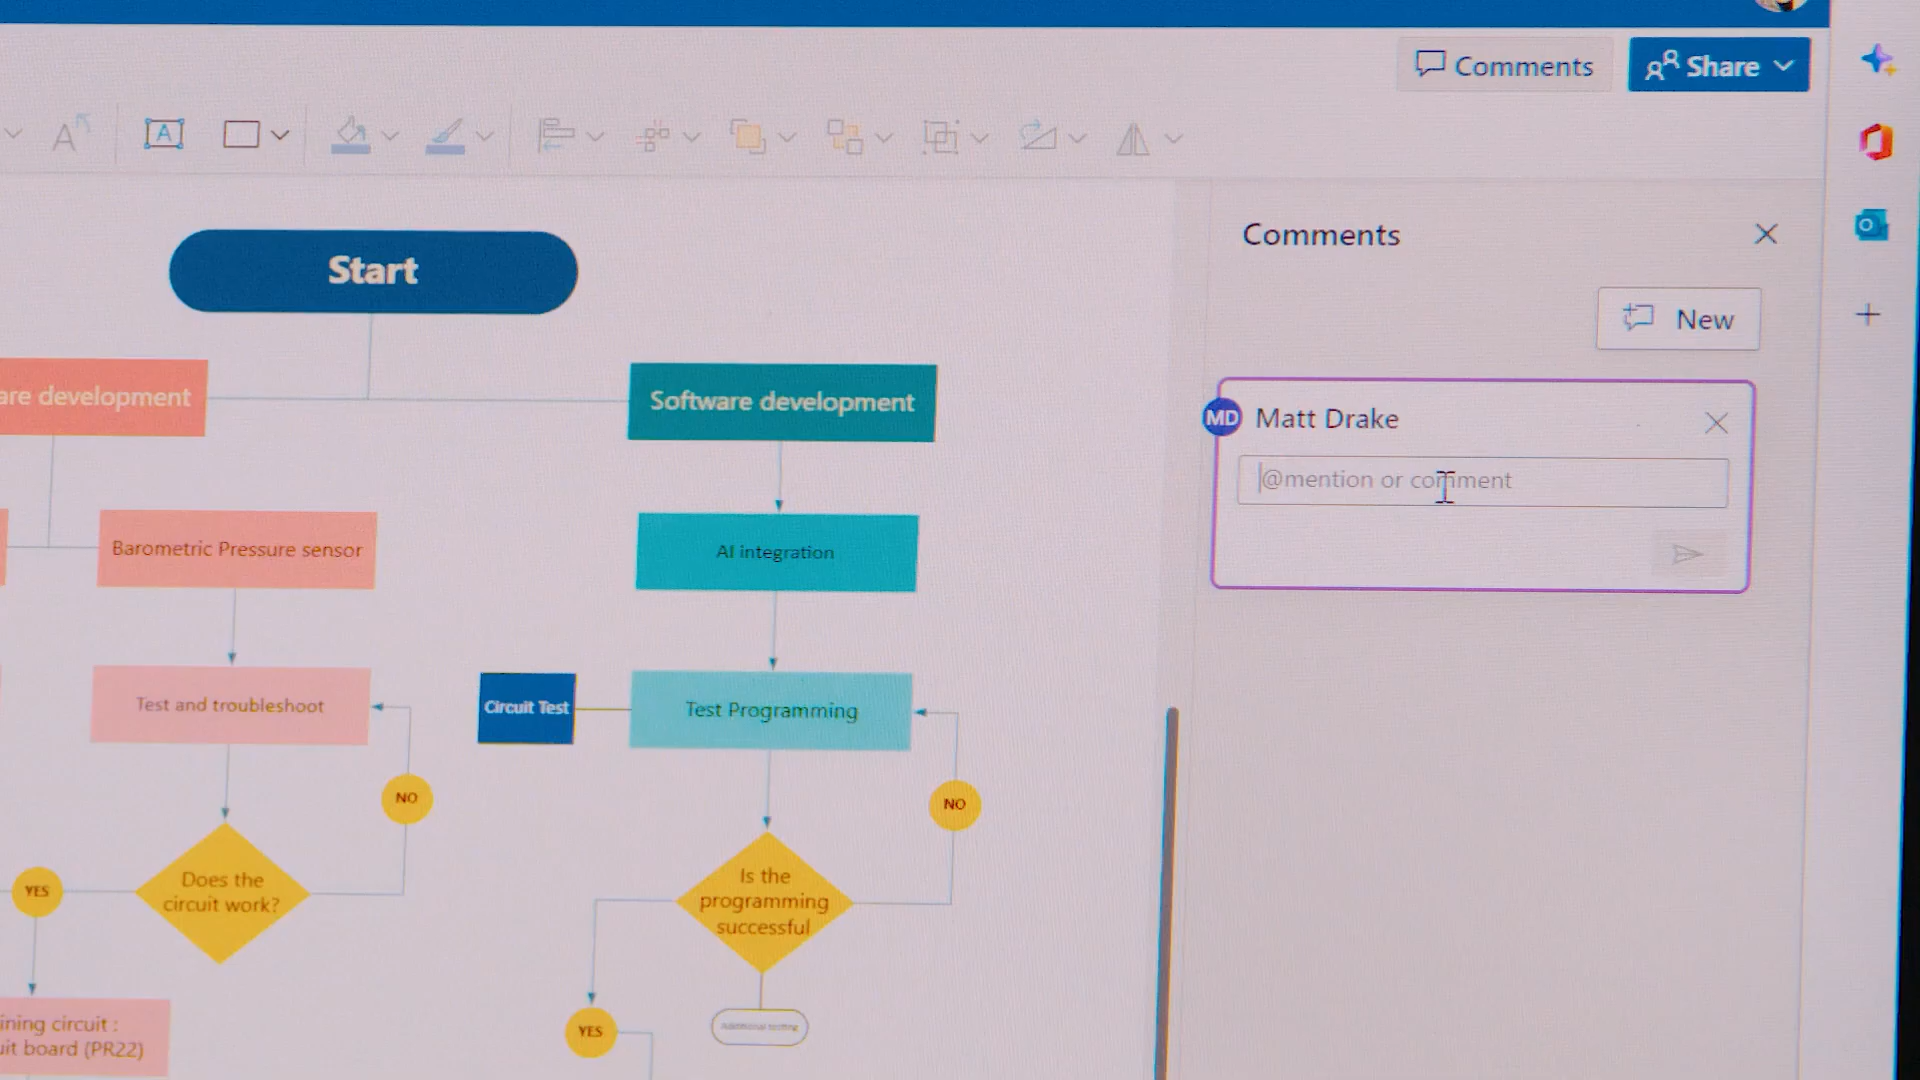 Comments
Share
A
A
Comments
New
MD
Matt Drake
@mention or comment
Start
are development
Software development
Barometric Pressure sensor
AI integration
Test and troubleshoot
Circuit Test
Test Programming
NO
NO
YES
Does the
circuit work?
Is the
programming
successful
ining circuit :
uit board (PR22)
YES
Additional testing